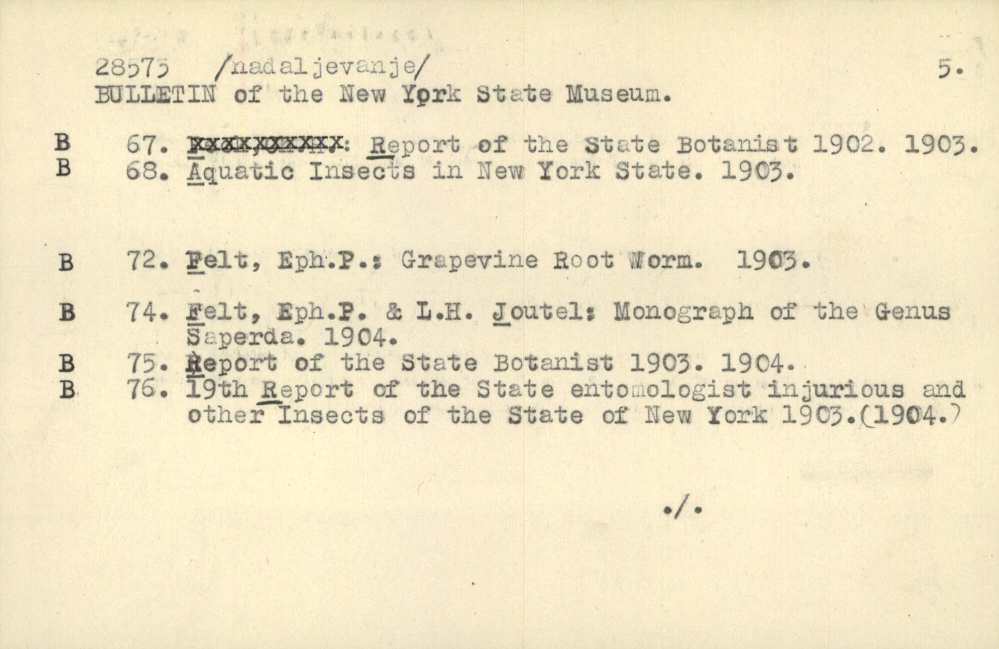 28573 /nadaljevanje/ 5.
BULLETIN of the New York State Museum.
B 67. : Report of the State Botanist 1902. 1903.
B 68. Aquatic Insects in New York State. 1903.
B 72. Felt, Eph.P.: Grapevine Root Worm. 1903.
B 74. Felt, Eph.P. & L.H. Joutel: Monograph of the Genus
Saperda. 1904.
B 75. Report of the State Botanist 1903. 1904.
B 76. 19th Report of the State entomologist injurious and
other Insects of the State of New York 1903.(1904.)
./.